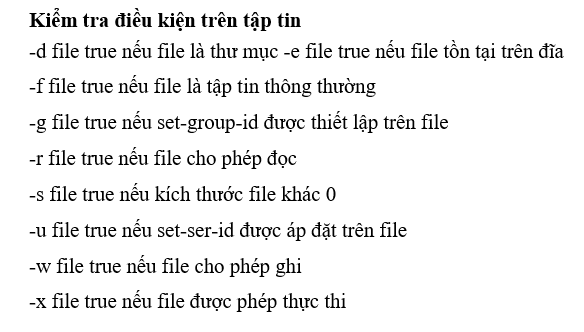 Kiểm tra điều kiện trên tập tin
-d file true nếu file là thư mục -e file true nếu file tồn tại trên đĩa
-f file true nếu file là tập tin thông thường
-g file true nếu set-group-id được thiết lập trên file
-r file true nếu file cho phép đọc
-s file true nếu kích thước file khác 0
-u file true nếu set-ser-id được áp đặt trên file
-w file true nếu file cho phép ghi
-x file true nếu file được phép thực thi